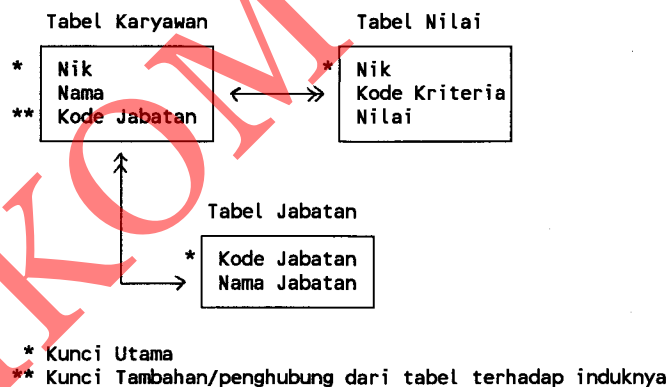 Tabel Karyawan Tabel Nilai
* Nik * Nik
Nama Kode Kriteria
** Kode Jabatan Nilai
Tabel Jabatan
* Kode Jabatan
Nama Jabatan
* Kunci Utama
** Kunci Tambahan/penghubung dari tabel terhadap induknya
KOM